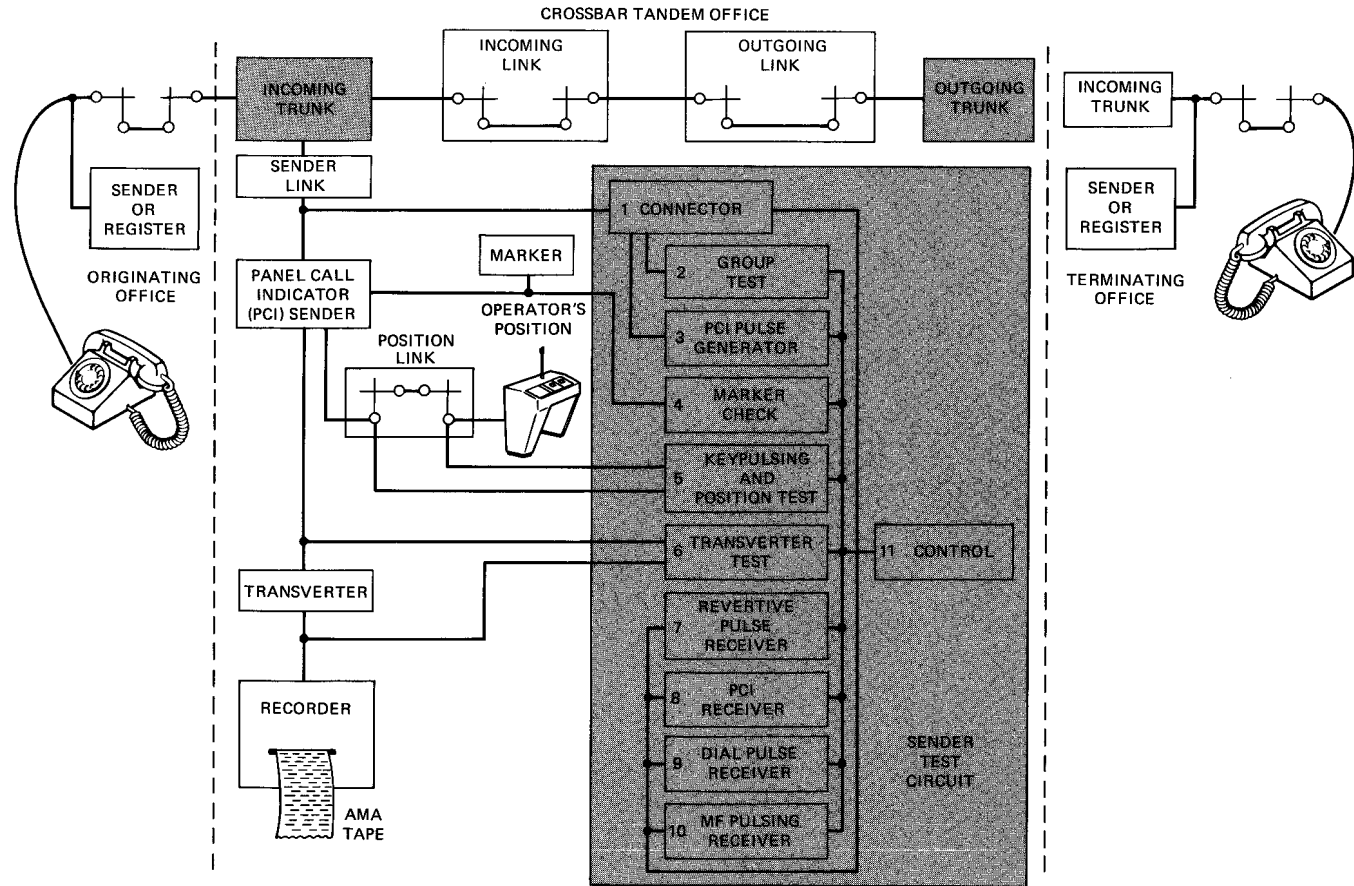 CROSSBAR TANDEM OFFICE
INCOMING
TRUNK
INCOMING
LINK
OUTGOING
LINK
OUTGOING
TRUNK
INCOMING
TRUNK
SENDER
LINK
SENDER
OR
REGISTER
ORIGINATING
OFFICE
SENDER
OR
REGISTER
TERMINATING
OFFICE
PANEL CALL
INDICATOR
(PCI) SENDER
MARKER
OPERATOR'S
POSITION
POSITION
LINK
TRANSVERTER
RECORDER
AMA
TAPE
1 CONNECTOR
2 GROUP
TEST
3 PCI PULSE
GENERATOR
4 MARKER
CHECK
5 KEYPULSING
AND
POSITION TEST
6 TRANSVERTER
TEST
7 REVERTIVE
PULSE
RECEIVER
8 PCI
RECEIVER
9 DIAL PULSE
RECEIVER
10 MF PULSING
RECEIVER
11 CONTROL
SENDER
TEST
CIRCUIT